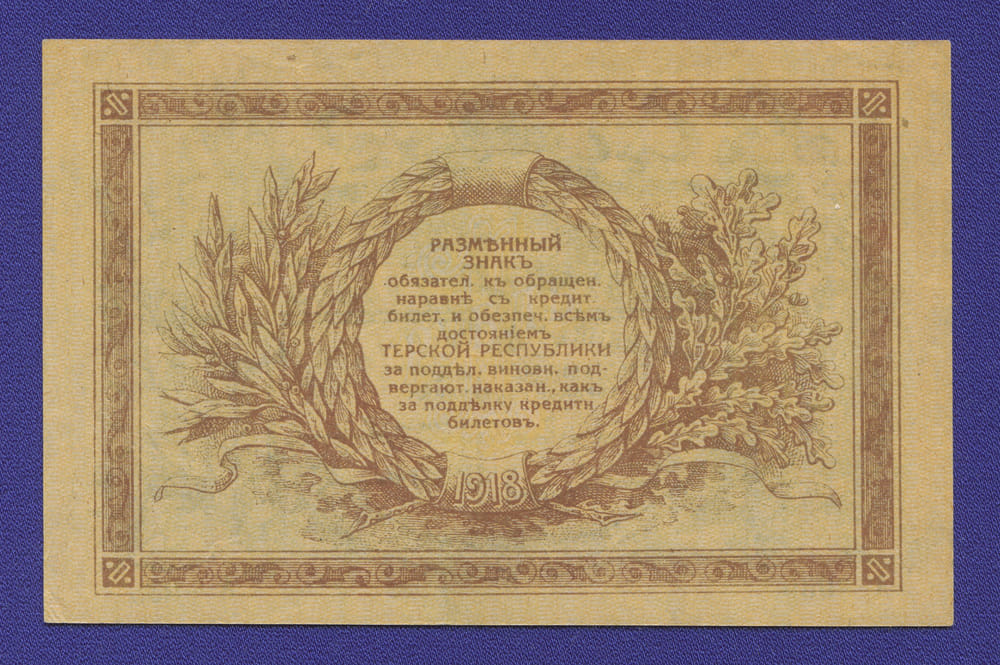 РАЗМѢННЫЙ
ЗНАКЪ
обязател. къ обращен.
наравнѣ съ кредит.
билет. и обезпеч. всѣмъ
достоянiемъ
ТЕРСКОЙ РЕСПУБЛИКИ
за поддѣл. виновн. под-
вергают. наказан., какъ
за поддѣлку кредитн.
билетовъ.
1918